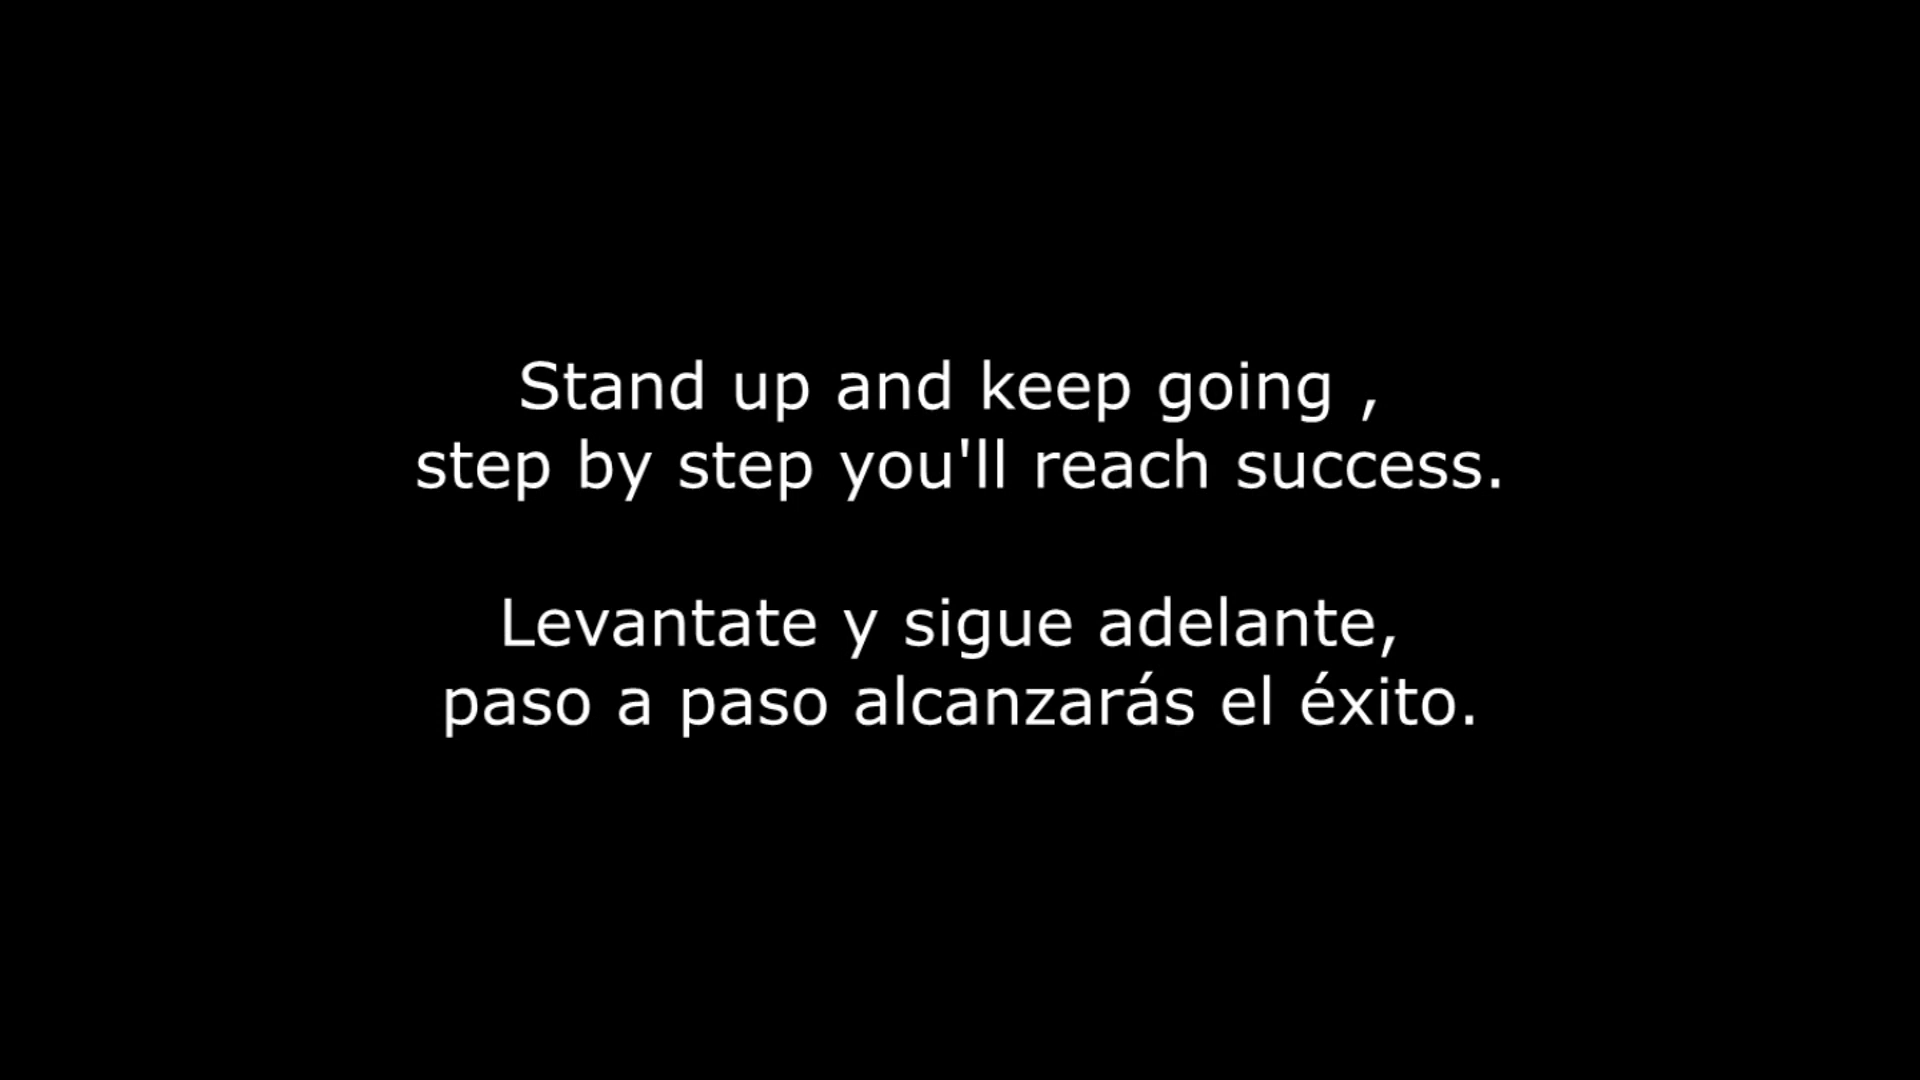 Stand up and keep going ,
step by step you'll reach success.
Levantate y sigue adelante,
paso a paso alcanzarás el éxito.